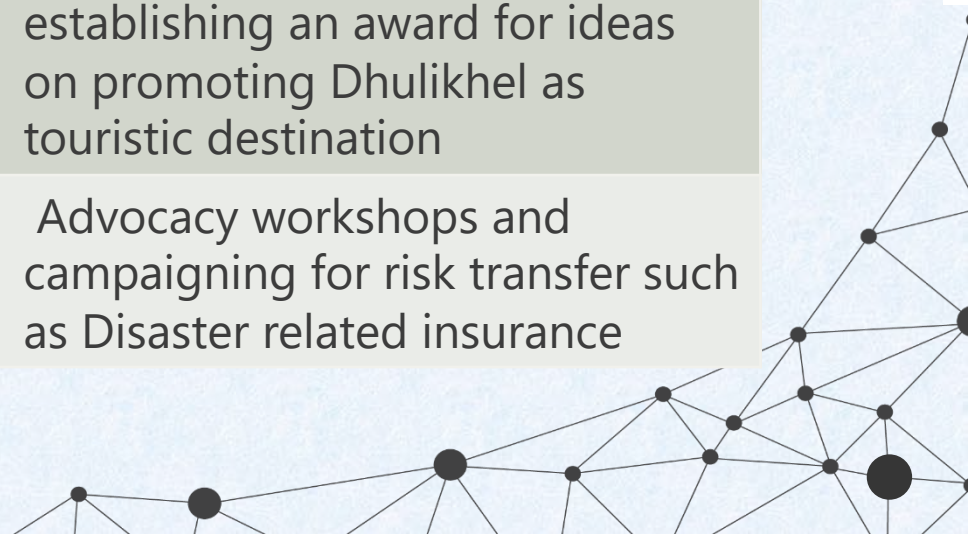 establishing an award for ideas
on promoting Dhulikhel as
touristic destination
Advocacy workshops and
campaigning for risk transfer such
as Disaster related insurance